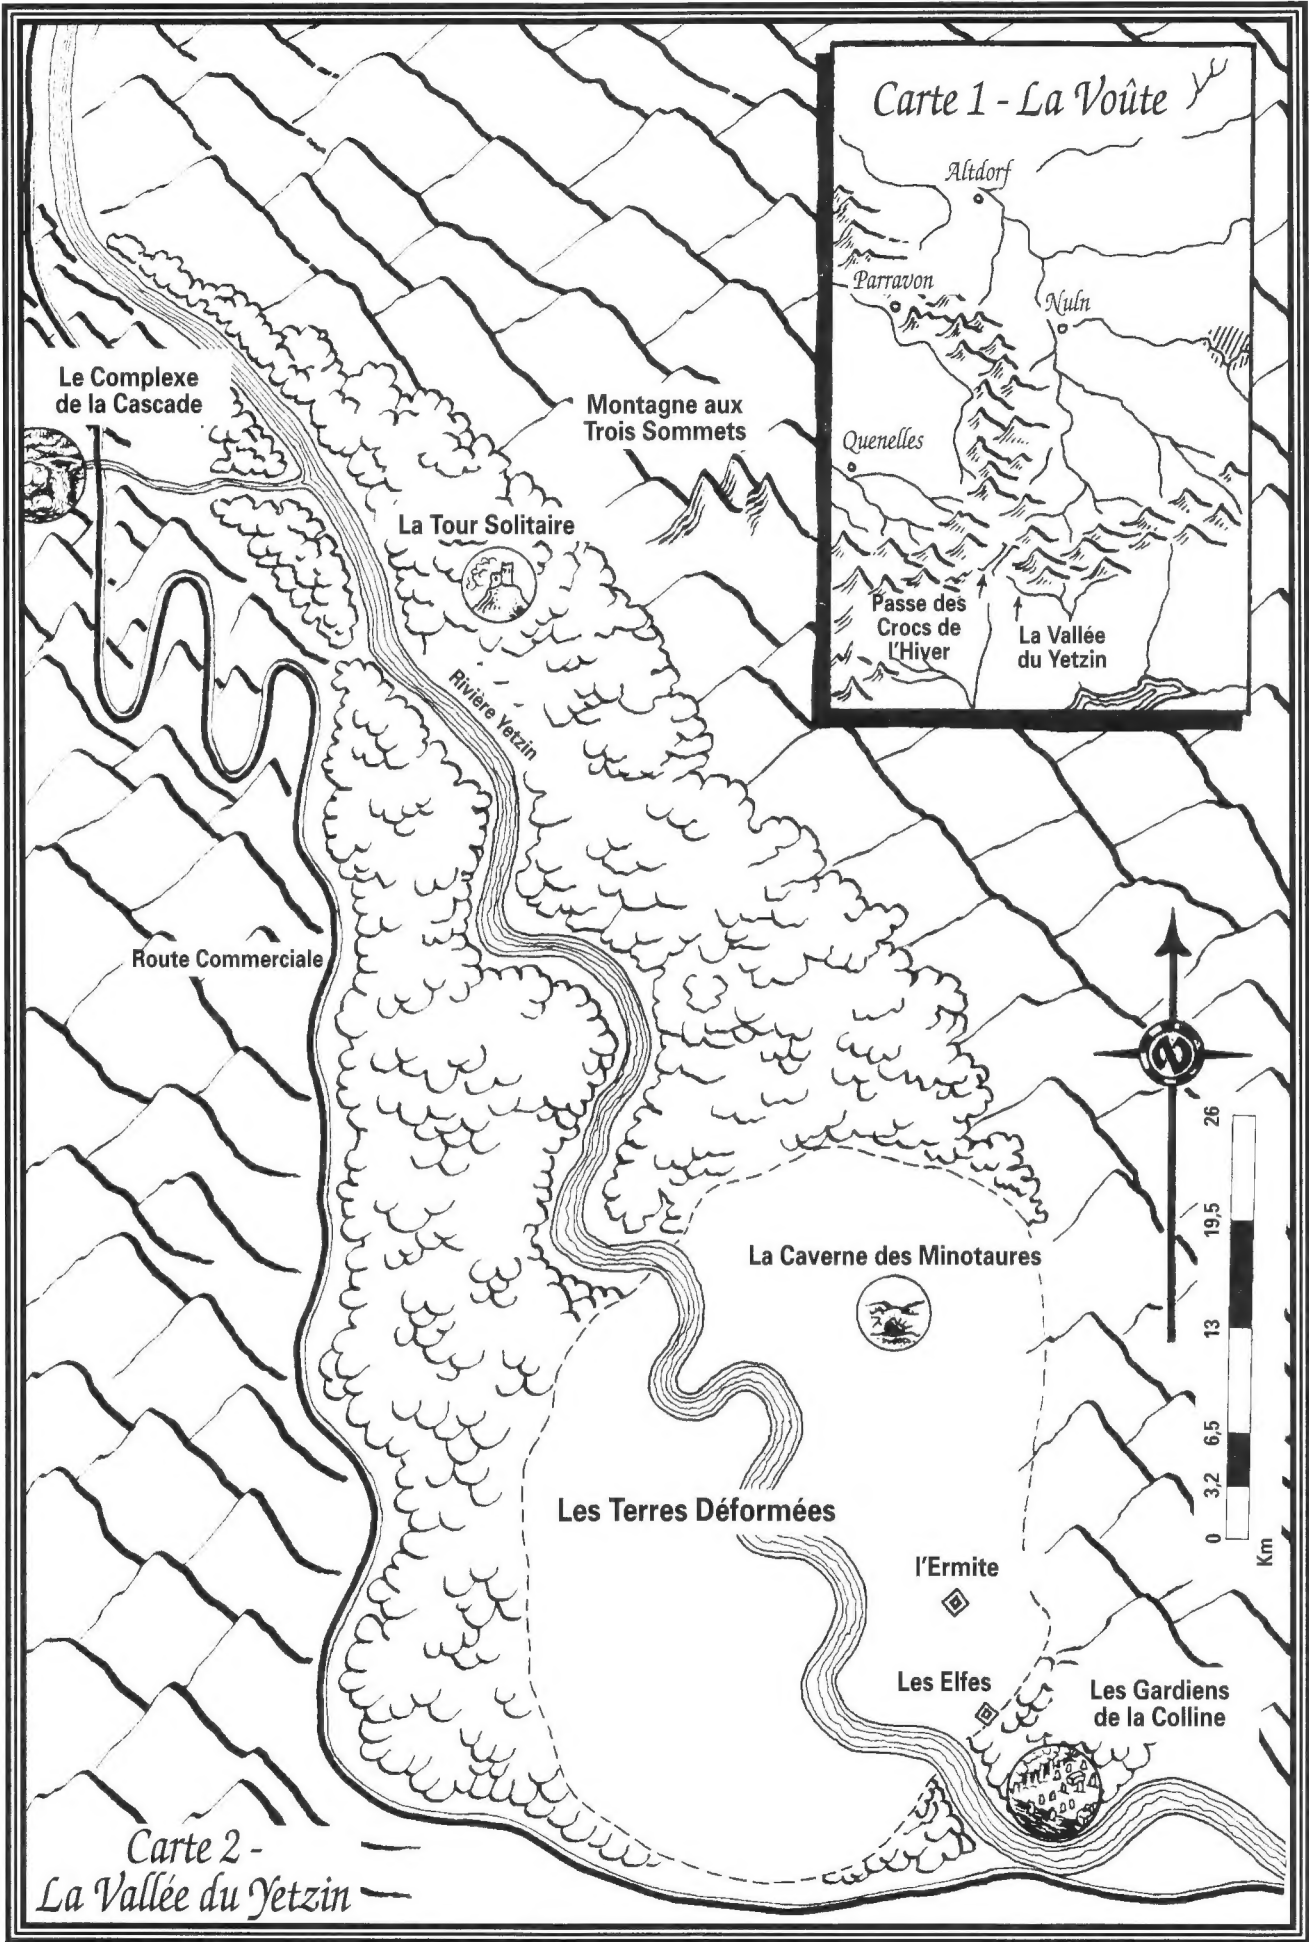 Carte 1 - La Voûte
Altdorf
Parravon
Nuln
Quenelles
Passe des
Crocs de
l'Hiver
La Vallée
du Yetzin
Le Complexe
de la Cascade
Montagne aux
Trois Sommets
La Tour Solitaire
Rivière Yetzin
Route Commerciale
N
26
19,5
13
6,5
3,2
0
Km
La Caverne des Minotaures
Les Terres Déformées
l'Ermite
Les Elfes
Les Gardiens
de la Colline
Carte 2 -
La Vallée du Yetzin